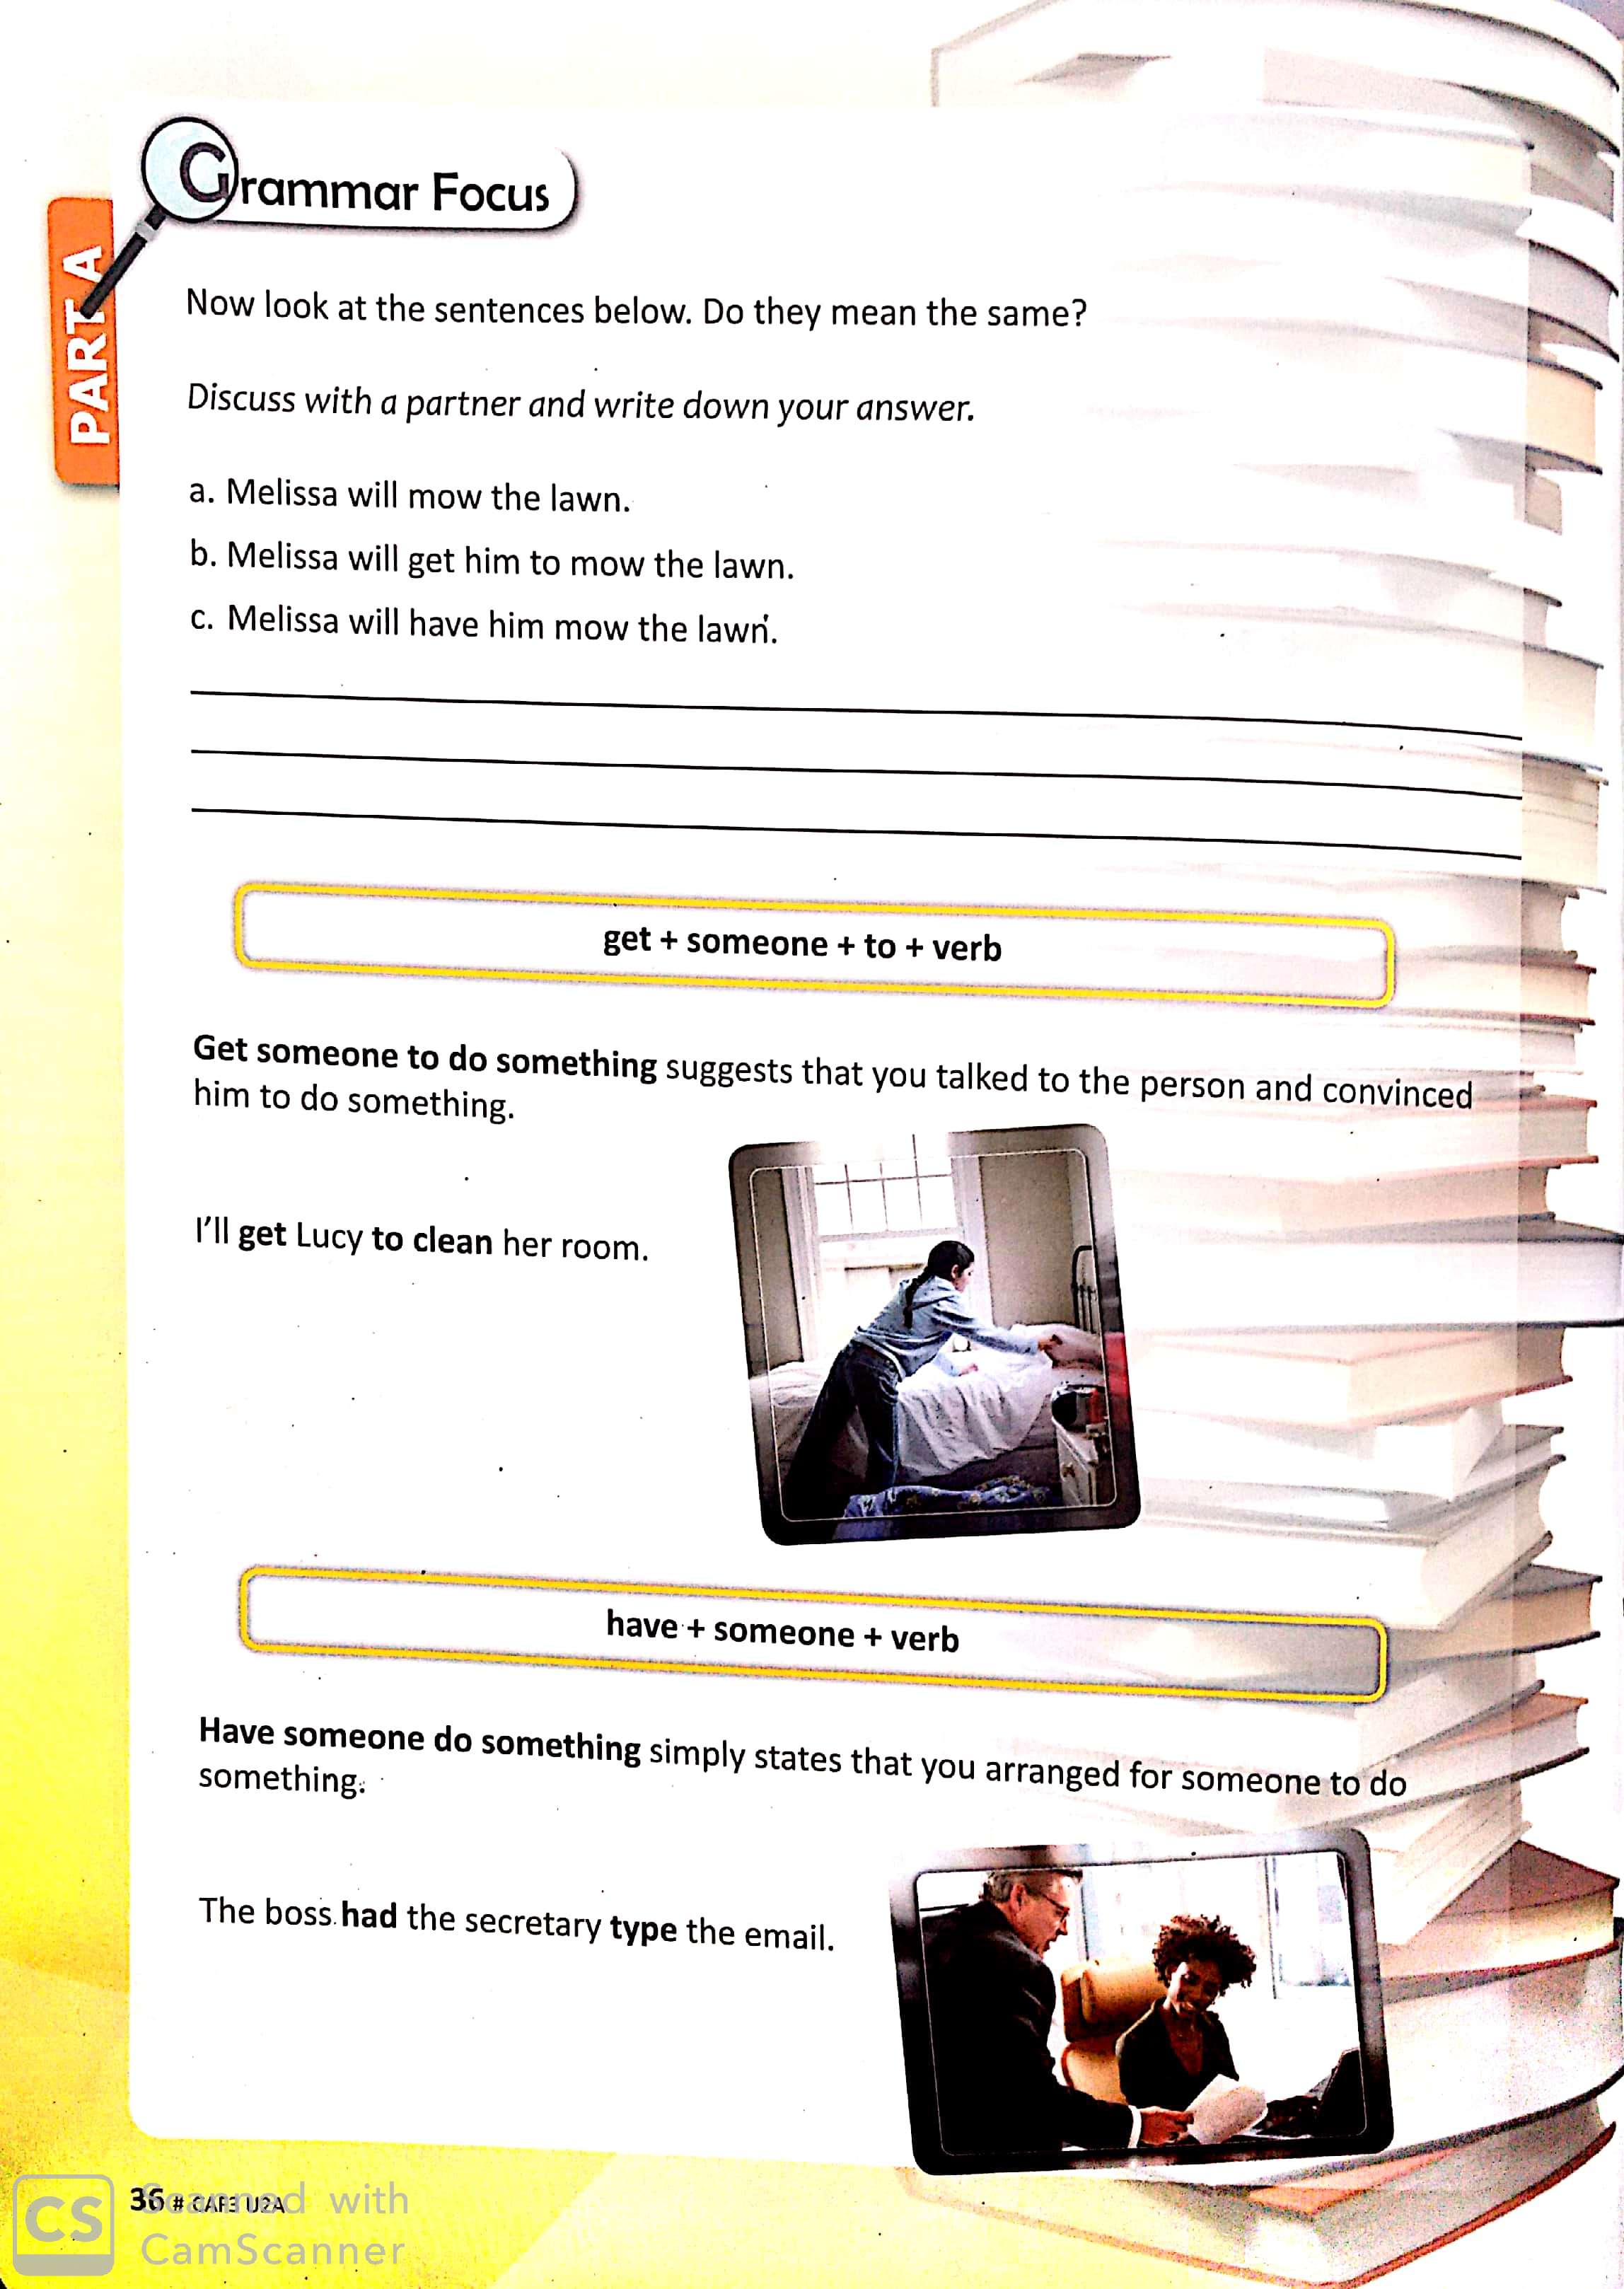 Grammar Focus
PART A
Now look at the sentences below. Do they mean the same?
Discuss with a partner and write down your answer.
a. Melissa will mow the lawn.
b. Melissa will get him to mow the lawn.
c. Melissa will have him mow the lawn.
get + someone + to + verb
Get someone to do something suggests that you talked to the person and convinced
him to do something.
I'll get Lucy to clean her room.
have + someone + verb
Have someone do something simply states that you arranged for someone to do
something.
The boss had the secretary type the email.
36 # CAF3 U2A
CS Scanned with
CamScanner